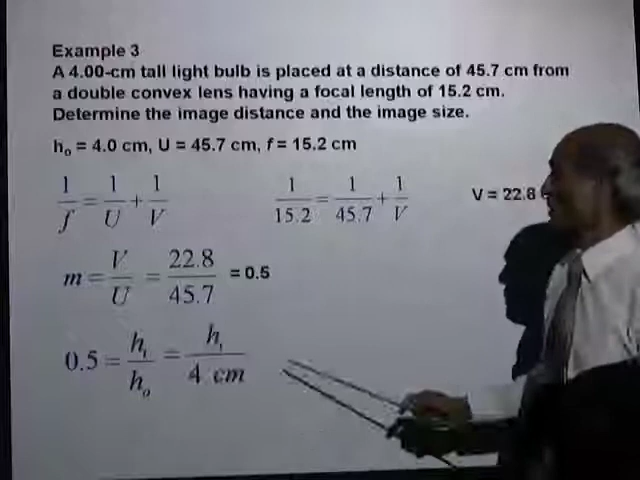 Example 3
A 4.00-cm tall light bulb is placed at a distance of 45.7 cm from
a double convex lens having a focal length of 15.2 cm.
Determine the image distance and the image size.
hₒ = 4.0 cm, U = 45.7 cm, f = 15.2 cm
1/f = 1/U + 1/V    1/15.2 = 1/45.7 + 1/V    V = 22.8
m = V/U = 22.8/45.7 = 0.5
0.5 = hᵢ/hₒ = hᵢ/4 cm